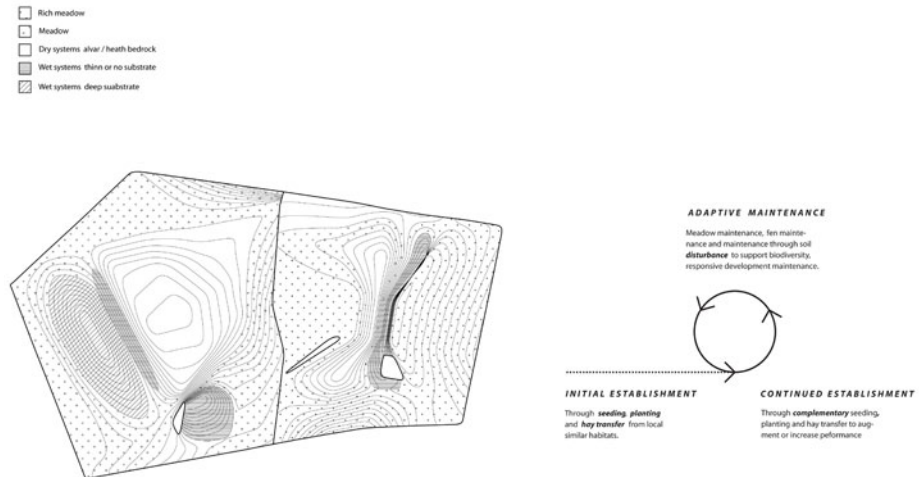 Rich meadow
Meadow
Dry systems alvar / heath bedrock
Wet systems thinn or no substrate
Wet systems deep suabstrate
ADAPTIVE MAINTENANCE
Meadow maintenance, fen mainte-
nance and maintenance through soil
disturbance to support biodiversity,
responsive development maintenance.
INITIAL ESTABLISHMENT
Through seeding, planting
and hay transfer from local
similar habitats.
CONTINUED ESTABLISHMENT
Through complementary seeding,
planting and hay transfer to aug-
ment or increase peformance